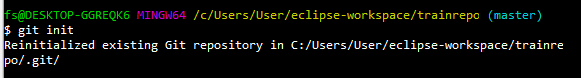 fs@DESKTOP-GGREQK6 MINGW64 /c/Users/User/eclipse-workspace/trainrepo (master)
$ git init
Reinitialized existing Git repository in C:/Users/User/eclipse-workspace/trainre
po/.git/